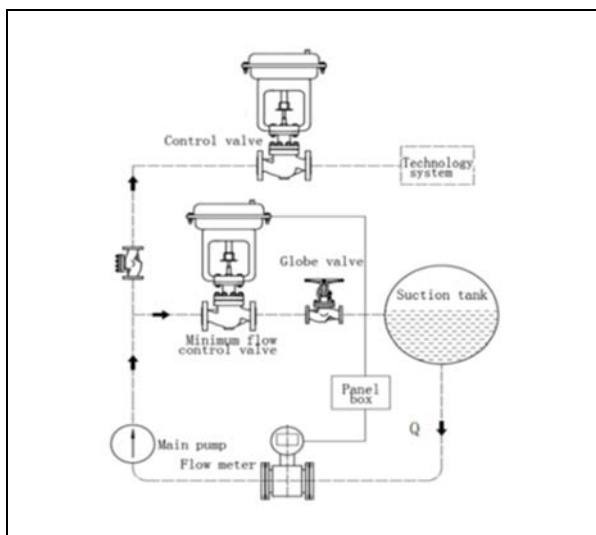 Control valve
Technology
system
Globe valve
Suction tank
Minimum flow
control valve
Panel
box
Q
Main pump
Flow meter